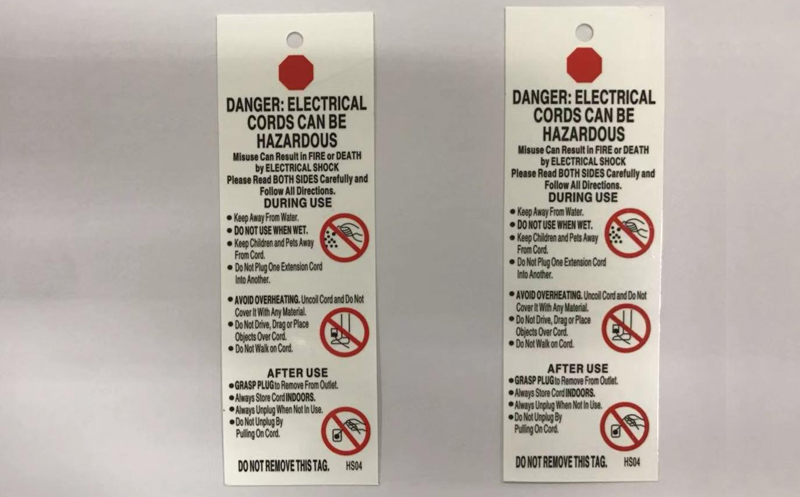 DANGER: ELECTRICAL
CORDS CAN BE
HAZARDOUS
Misuse Can Result in FIRE or DEATH
by ELECTRICAL SHOCK
Please Read BOTH SIDES Carefully and
Follow All Directions.
DURING USE
• Keep Away From Water.
• DO NOT USE WHEN WET.
• Keep Children and Pets Away
From Cord.
• Do Not Plug One Extension Cord
Into Another.
• AVOID OVERHEATING. Uncoil Cord and Do Not
Cover It With Any Material.
• Do Not Drive, Drag or Place
Objects Over Cord.
• Do Not Walk on Cord.
AFTER USE
• GRASP PLUG to Remove From Outlet.
• Always Store Cord INDOORS.
• Always Unplug When Not In Use.
• Do Not Unplug By
Pulling On Cord.
DO NOT REMOVE THIS TAG. HS04
DANGER: ELECTRICAL
CORDS CAN BE
HAZARDOUS
Misuse Can Result in FIRE or DEATH
by ELECTRICAL SHOCK
Please Read BOTH SIDES Carefully and
Follow All Directions.
DURING USE
• Keep Away From Water.
• DO NOT USE WHEN WET.
• Keep Children and Pets Away
From Cord.
• Do Not Plug One Extension Cord
Into Another.
• AVOID OVERHEATING. Uncoil Cord and Do Not
Cover It With Any Material.
• Do Not Drive, Drag or Place
Objects Over Cord.
• Do Not Walk on Cord.
AFTER USE
• GRASP PLUG to Remove From Outlet.
• Always Store Cord INDOORS.
• Always Unplug When Not In Use.
• Do Not Unplug By
Pulling On Cord.
DO NOT REMOVE THIS TAG. HS04